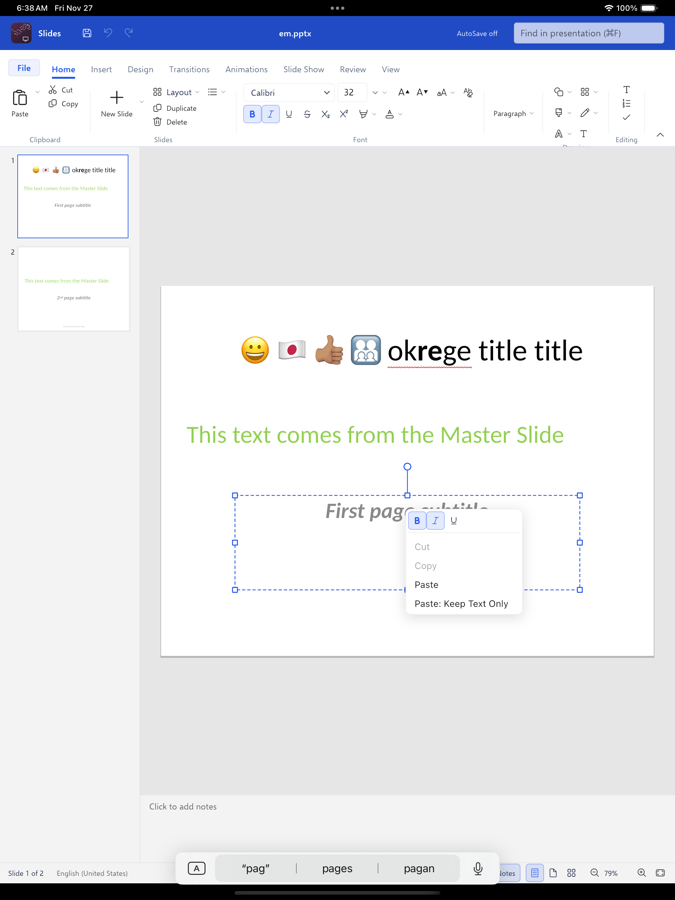 6:38 AM Fri Nov 27
100%
Slides
em.pptx
AutoSave off
Find in presentation (⌘F)
File
Home
Insert
Design
Transitions
Animations
Slide Show
Review
View
Paste
Cut
Copy
Clipboard
New Slide
Layout
Duplicate
Delete
Slides
Calibri
32
B I U S X₂ X²
Font
Paragraph
Editing
1
😀 🇯🇵 👍🏽 okrege title title
This text comes from the Master Slide
First page subtitle
2
This text comes from the Master Slide
2nd page subtitle
😀 🇯🇵 👍🏽 okrege title title
This text comes from the Master Slide
First page subtitle
B I U
Cut
Copy
Paste
Paste: Keep Text Only
Click to add notes
A
“pag”
pages
pagan
Slide 1 of 2
English (United States)
Notes
79%